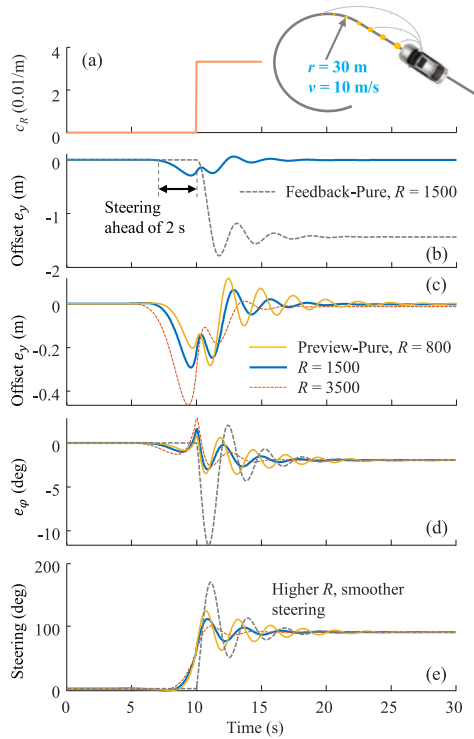 4
2
0
c_R (0.01/m)
(a)
r = 30 m
v = 10 m/s
0
-1
-2
Offset e_y (m)
Steering
ahead of 2 s
Feedback-Pure, R = 1500
(b)
0
-0.2
-0.4
Offset e_y (m)
(c)
Preview-Pure, R = 800
R = 1500
R = 3500
0
-5
-10
e_φ (deg)
(d)
200
100
0
Steering (deg)
Higher R, smoother
steering
(e)
0 5 10 15 20 25 30
Time (s)